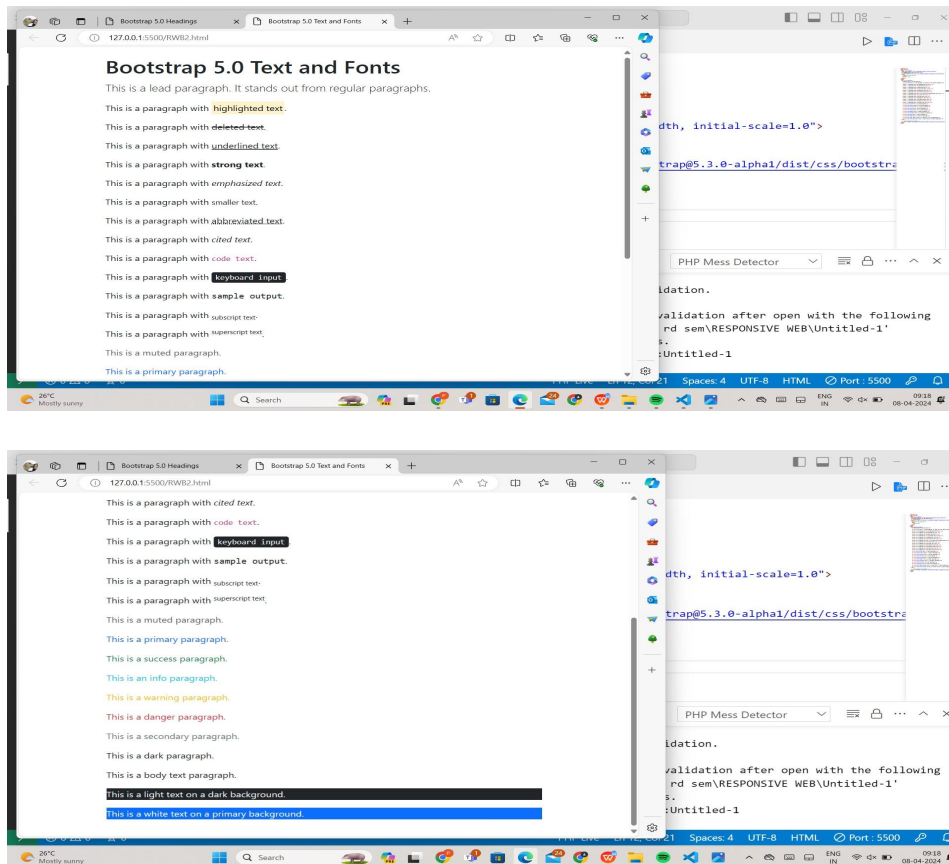 Bootstrap 5.0 Headings
Bootstrap 5.0 Text and Fonts
127.0.0.1:5500/RWB2.html
Bootstrap 5.0 Text and Fonts
This is a lead paragraph. It stands out from regular paragraphs.
This is a paragraph with highlighted text.
This is a paragraph with deleted text.
This is a paragraph with underlined text.
This is a paragraph with strong text.
This is a paragraph with emphasized text.
This is a paragraph with smaller text.
This is a paragraph with abbreviated text.
This is a paragraph with cited text.
This is a paragraph with code text.
This is a paragraph with keyboard input.
This is a paragraph with sample output.
This is a paragraph with subscript text.
This is a paragraph with superscript text.
This is a muted paragraph.
This is a primary paragraph.
dth, initial-scale=1.0">
trap@5.3.0-alpha1/dist/css/bootstra
PHP Mess Detector
idation.
validation after open with the following
rd sem\RESPONSIVE WEB\Untitled-1'
s.
:Untitled-1
21 Spaces: 4 UTF-8 HTML Port : 5500
26°C
Mostly sunny
Search
ENG
IN
09:18
08-04-2024
Bootstrap 5.0 Headings
Bootstrap 5.0 Text and Fonts
127.0.0.1:5500/RWB2.html
This is a paragraph with cited text.
This is a paragraph with code text.
This is a paragraph with keyboard input.
This is a paragraph with sample output.
This is a paragraph with subscript text.
This is a paragraph with superscript text.
This is a muted paragraph.
This is a primary paragraph.
This is a success paragraph.
This is an info paragraph.
This is a warning paragraph.
This is a danger paragraph.
This is a secondary paragraph.
This is a dark paragraph.
This is a body text paragraph.
This is a light text on a dark background.
This is a white text on a primary background.
dth, initial-scale=1.0">
trap@5.3.0-alpha1/dist/css/bootstra
PHP Mess Detector
idation.
validation after open with the following
rd sem\RESPONSIVE WEB\Untitled-1'
s.
:Untitled-1
21 Spaces: 4 UTF-8 HTML Port : 5500
26°C
Mostly sunny
Search
ENG
IN
09:18
08-04-2024